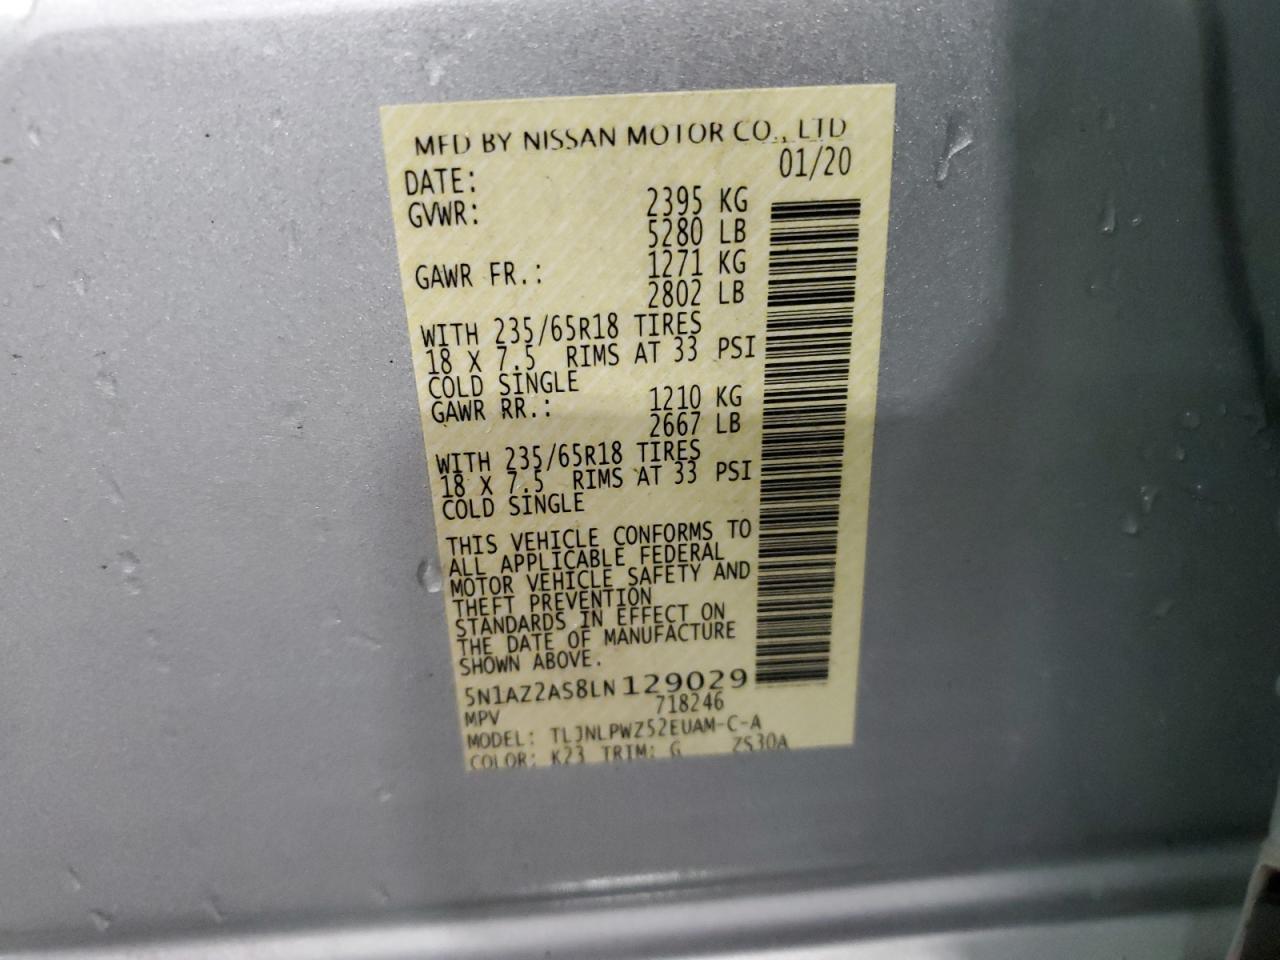 MFD BY NISSAN MOTOR CO., LTD
DATE: 01/20
GVWR: 2395 KG
5280 LB
GAWR FR.: 1271 KG
2802 LB
WITH 235/65R18 TIRES
18 X 7.5 RIMS AT 33 PSI
COLD SINGLE
GAWR RR.: 1210 KG
2667 LB
WITH 235/65R18 TIRES
18 X 7.5 RIMS AT 33 PSI
COLD SINGLE
THIS VEHICLE CONFORMS TO
ALL APPLICABLE FEDERAL
MOTOR VEHICLE SAFETY AND
THEFT PREVENTION
STANDARDS IN EFFECT ON
THE DATE OF MANUFACTURE
SHOWN ABOVE.
5N1AZ2AS8LN129029
MPV 718246
MODEL: TLJNLPWZ52EUAM-C-A
COLOR: K23 TRIM: G ZS30A